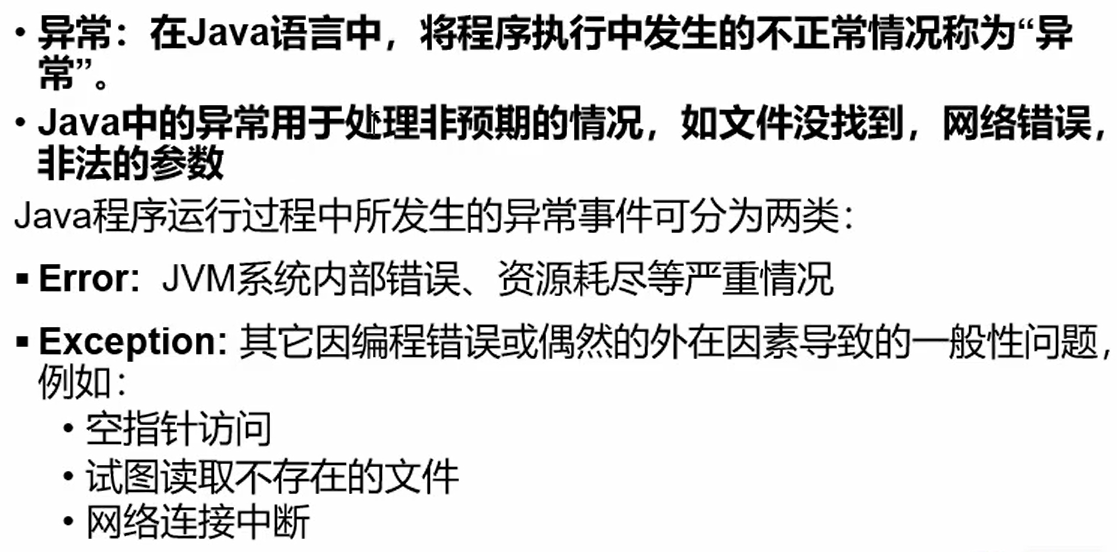 • 异常：在Java语言中，将程序执行中发生的不正常情况称为“异
常”。
• Java中的异常用于处理非预期的情况，如文件没找到，网络错误，
非法的参数
Java程序运行过程中所发生的异常事件可分为两类：
▪ Error: JVM系统内部错误、资源耗尽等严重情况
▪ Exception: 其它因编程错误或偶然的外在因素导致的一般性问题，
例如：
• 空指针访问
• 试图读取不存在的文件
• 网络连接中断